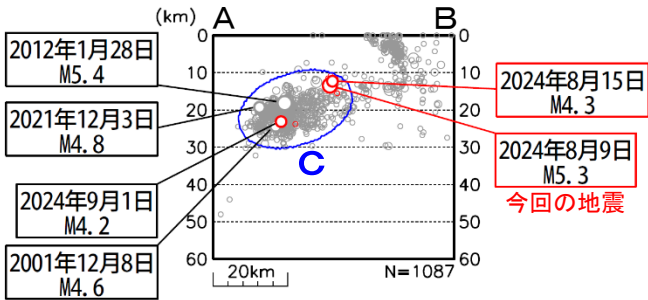 (km)
A
B
0
10
20
30
40
50
60
0
10
20
30
40
50
60
2012年1月28日
M5.4
2021年12月3日
M4.8
2024年9月1日
M4.2
2001年12月8日
M4.6
2024年8月15日
M4.3
2024年8月9日
M5.3
今回の地震
C
20km
N=1087